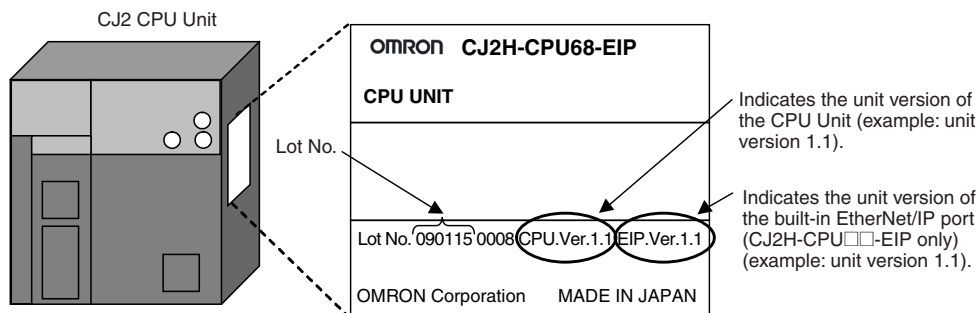 CJ2 CPU Unit
OMRON CJ2H-CPU68-EIP
CPU UNIT
Lot No.
Lot No. 090115 0008 CPU.Ver.1.1 EIP.Ver.1.1
OMRON Corporation MADE IN JAPAN
Indicates the unit version of
the CPU Unit (example: unit
version 1.1).
Indicates the unit version of
the built-in EtherNet/IP port
(CJ2H-CPU□□-EIP only)
(example: unit version 1.1).